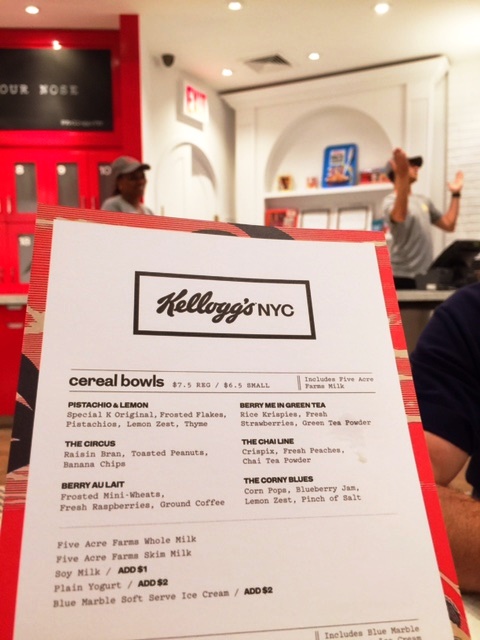 OUR NOSE
EXIT
10
Kellogg's NYC
cereal bowls $7.5 REG / $6.5 SMALL
Includes Five Acre
Farms Milk
PISTACHIO & LEMON
Special K Original, Frosted Flakes,
Pistachios, Lemon Zest, Thyme
THE CIRCUS
Raisin Bran, Toasted Peanuts,
Banana Chips
BERRY AU LAIT
Frosted Mini-Wheats,
Fresh Raspberries, Ground Coffee
BERRY ME IN GREEN TEA
Rice Krispies, Fresh
Strawberries, Green Tea Powder
THE CHAI LINE
Crispix, Fresh Peaches,
Chai Tea Powder
THE CORNY BLUES
Corn Pops, Blueberry Jam,
Lemon Zest, Pinch of Salt
Five Acre Farms Whole Milk
Five Acre Farms Skim Milk
Soy Milk / ADD $1
Plain Yogurt / ADD $2
Blue Marble Soft Serve Ice Cream / ADD $2
Includes Blue Marble
Ice Cream